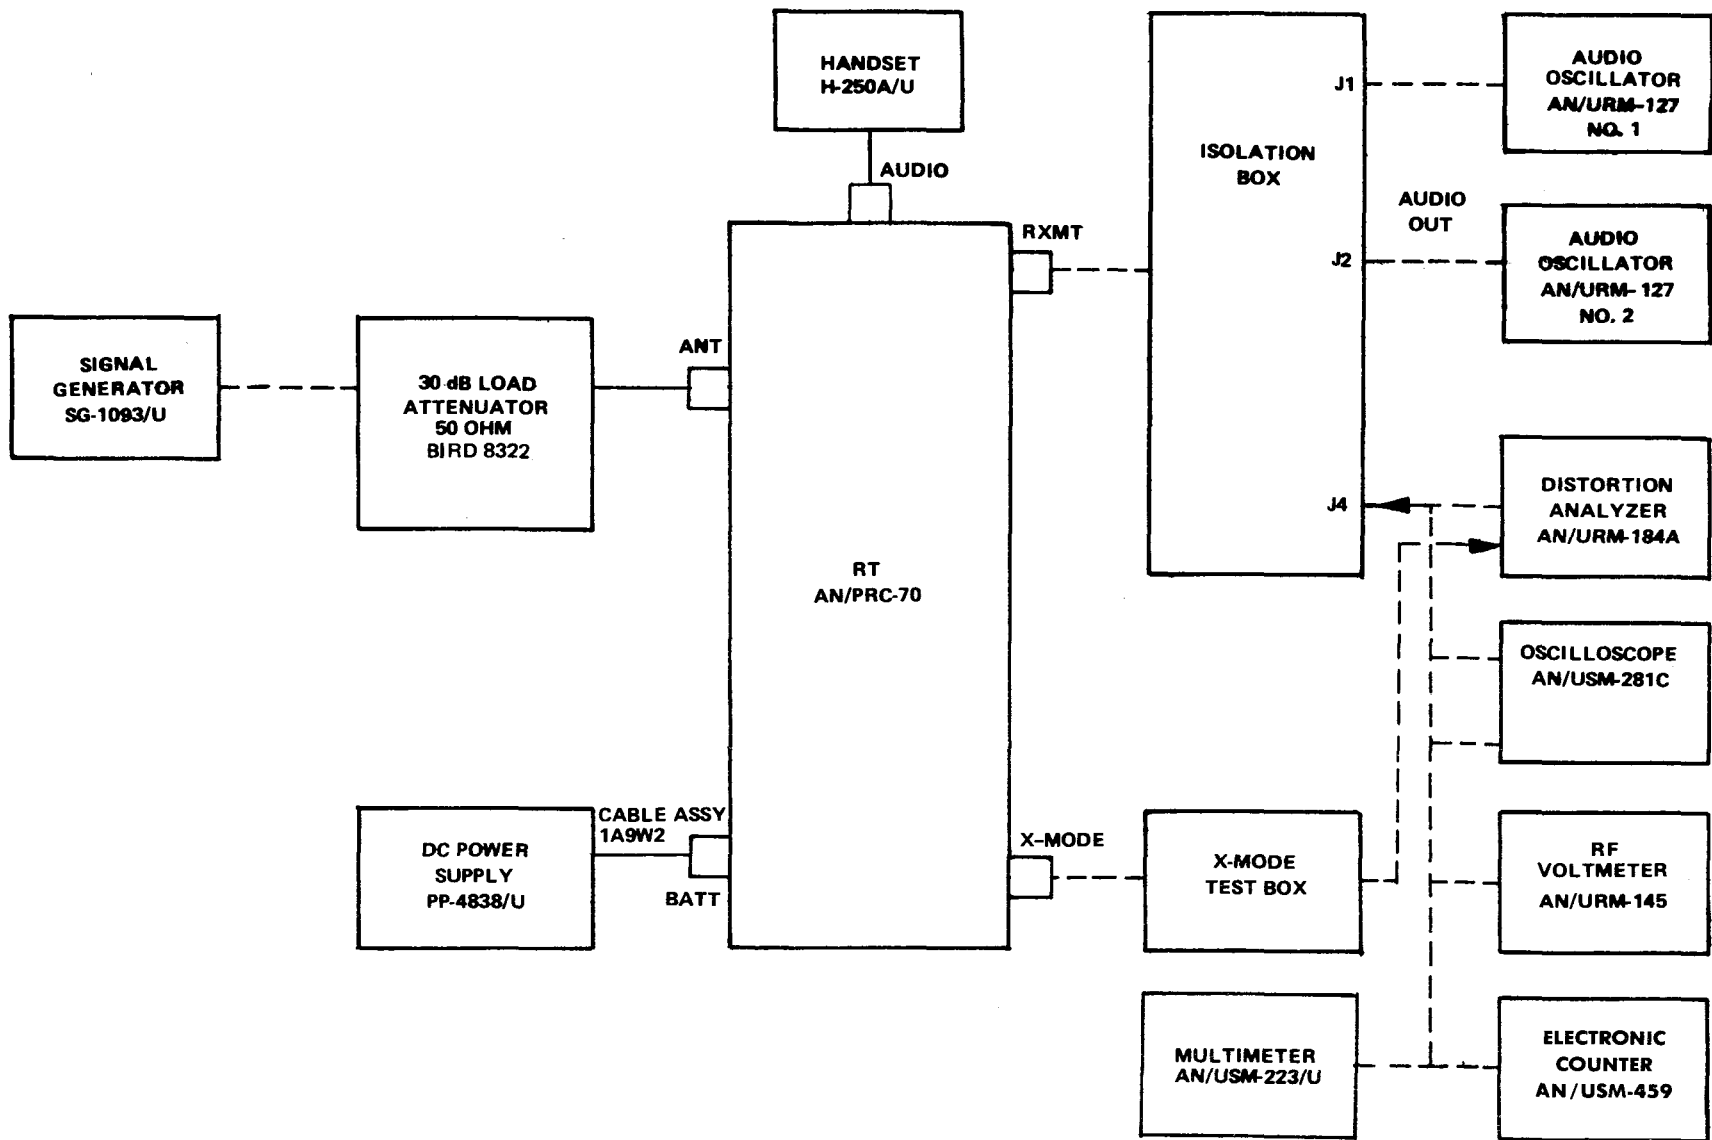 HANDSET
H-250A/U
AUDIO
ISOLATION
BOX
J1
J2
J4
AUDIO
OSCILLATOR
AN/URM-127
NO. 1
AUDIO
OUT
AUDIO
OSCILLATOR
AN/URM-127
NO. 2
RXMT
SIGNAL
GENERATOR
SG-1093/U
30 dB LOAD
ATTENUATOR
50 OHM
BIRD 8322
ANT
RT
AN/PRC-70
DISTORTION
ANALYZER
AN/URM-184A
OSCILLOSCOPE
AN/USM-281C
DC POWER
SUPPLY
PP-4838/U
CABLE ASSY
1A9W2
BATT
X-MODE
X-MODE
TEST BOX
RF
VOLTMETER
AN/URM-145
MULTIMETER
AN/USM-223/U
ELECTRONIC
COUNTER
AN/USM-459